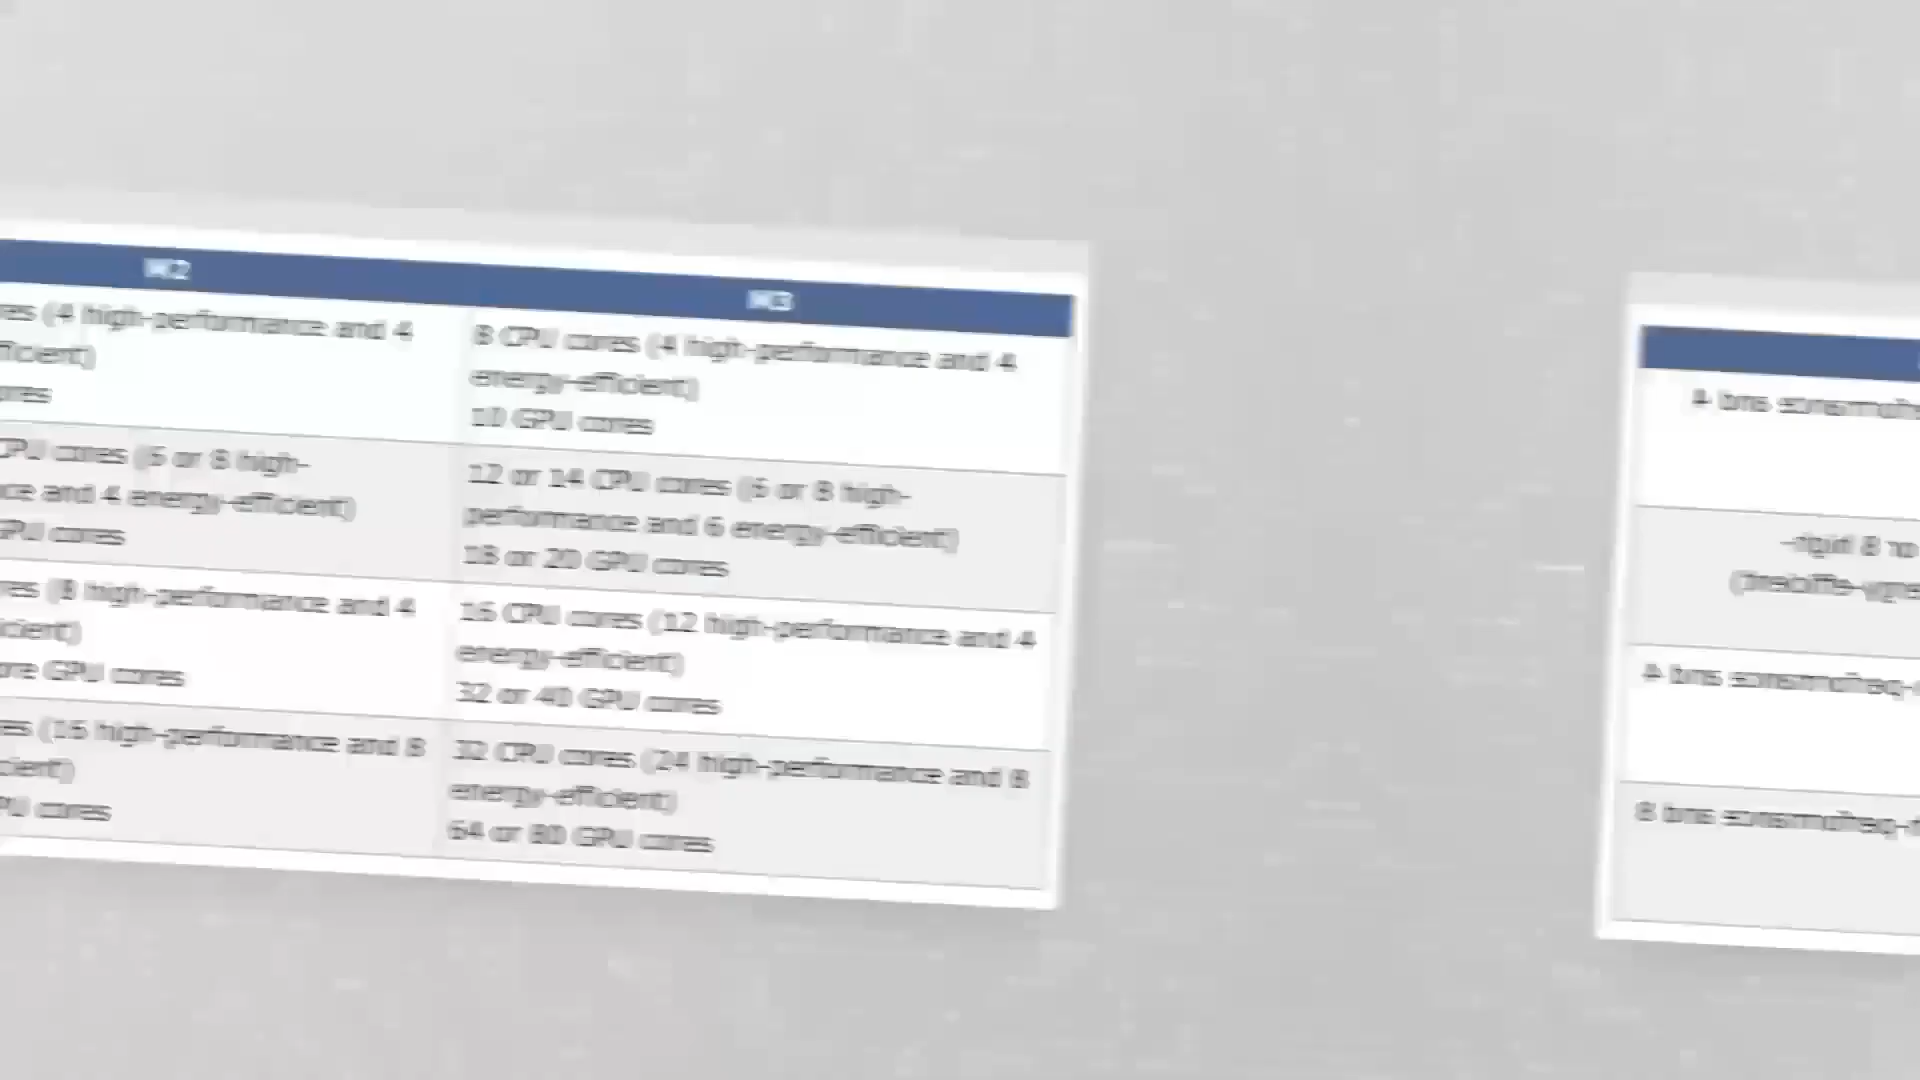 M2
M3
res (4 high-performance and 4
fficient)
ores
8 CPU cores (4 high-performance and 4
energy-efficient)
10 GPU cores
CPU cores (6 or 8 high-
ce and 4 energy-efficient)
GPU cores
12 or 14 CPU cores (6 or 8 high-
performance and 6 energy-efficient)
18 or 20 GPU cores
res (8 high-performance and 4
icient)
ore GPU cores
16 CPU cores (12 high-performance and 4
energy-efficient)
32 or 40 GPU cores
es (16 high-performance and 8
cient)
PU cores
32 CPU cores (24 high-performance and 8
energy-efficient)
64 or 80 GPU cores